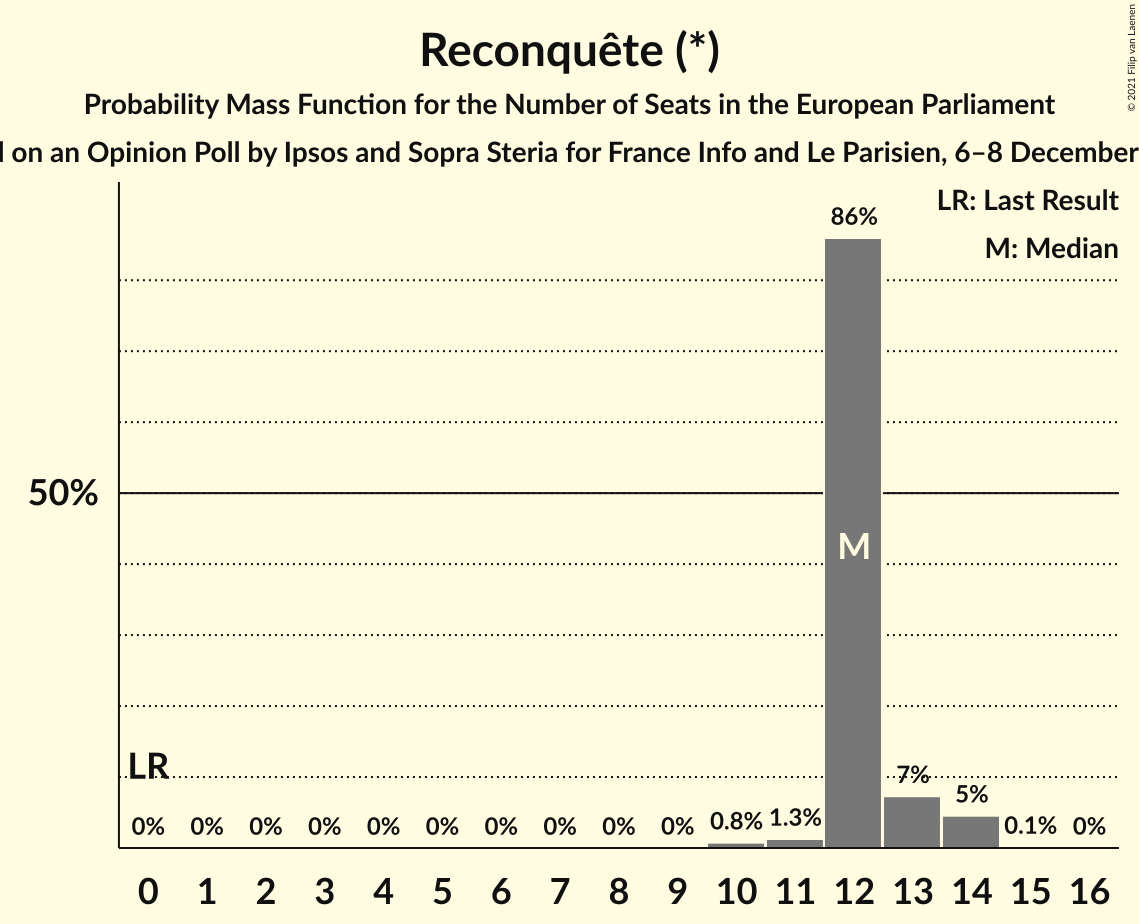 Reconquête (*)
Probability Mass Function for the Number of Seats in the European Parliament
on an Opinion Poll by Ipsos and Sopra Steria for France Info and Le Parisien, 6–8 December
© 2021 Filip van Laenen
LR: Last Result
M: Median
86%
50%
M
LR
0% 0% 0% 0% 0% 0% 0% 0% 0% 0% 0.8% 1.3% 7% 5% 0.1% 0%
0 1 2 3 4 5 6 7 8 9 10 11 12 13 14 15 16